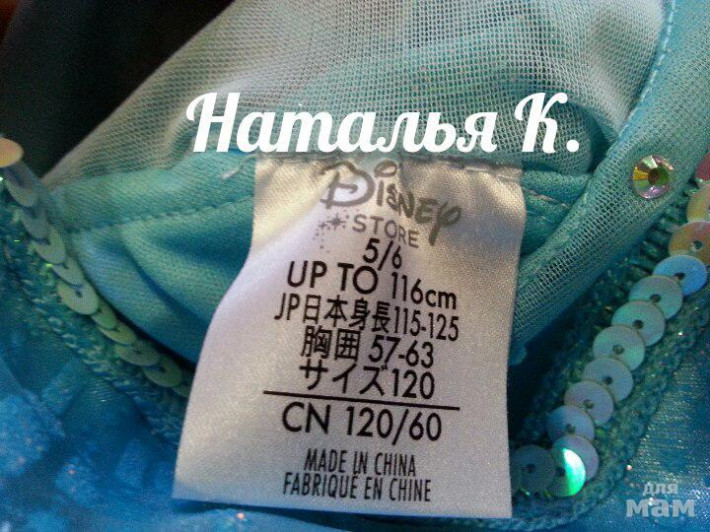 Наталья К.
Disney
STORE
5/6
UP TO 116cm
JP日本身長115-125
胸囲 57-63
サイズ120
CN 120/60
MADE IN CHINA
FABRIQUÉ EN CHINE
для
мам